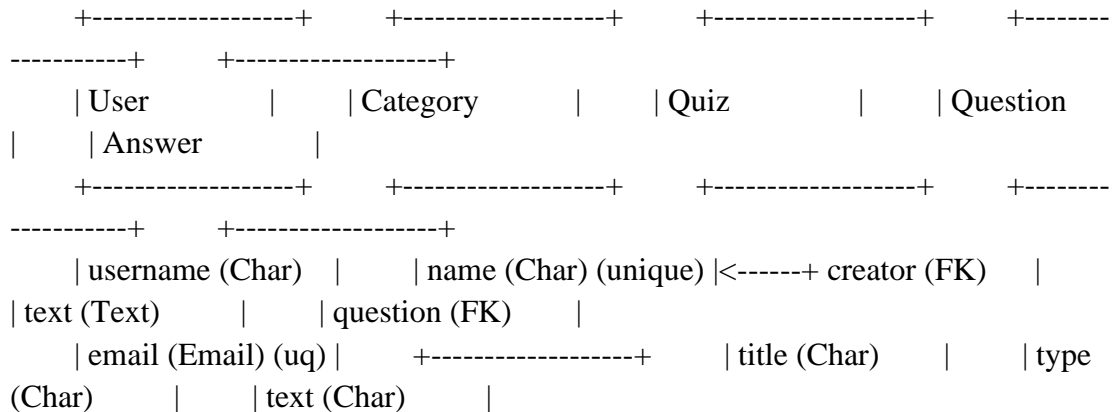 +-------------------+ +-------------------+ +-------------------+ +--------
-----------+ +-------------------+
| User | | Category | | Quiz | | Question
| | Answer |
+-------------------+ +-------------------+ +-------------------+ +--------
-----------+ +-------------------+
| username (Char) | | name (Char) (unique) |<------+ creator (FK) |
| text (Text) | | question (FK) |
| email (Email) (uq) | +-------------------+ | title (Char) | | type
(Char) | | text (Char) |